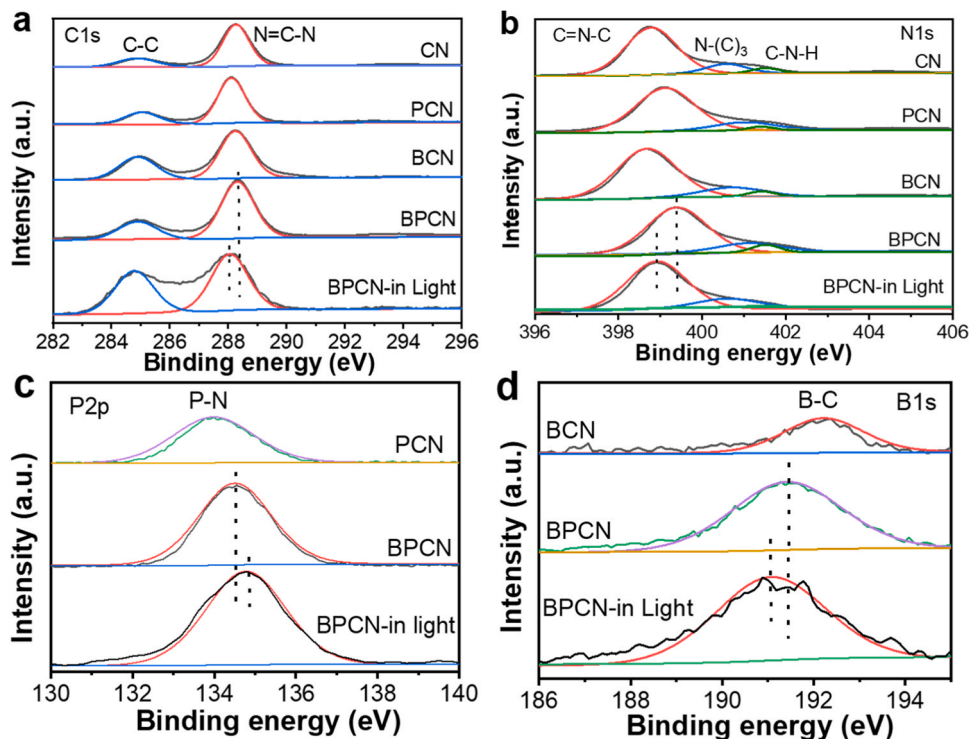 a
C1s
C-C
N=C-N
CN
PCN
BCN
BPCN
BPCN-in Light
Intensity (a.u.)
282 284 286 288 290 292 294 296
Binding energy (eV)
b
C=N-C
N-(C)3
C-N-H
N1s
CN
PCN
BCN
BPCN
BPCN-in Light
Intensity (a.u.)
396 398 400 402 404 406
Binding energy (eV)
c
P2p
P-N
PCN
BPCN
BPCN-in light
Intensity (a.u.)
130 132 134 136 138 140
Binding energy (eV)
d
B-C
B1s
BCN
BPCN
BPCN-in Light
Intensity (a.u.)
186 188 190 192 194
Binding energy (eV)